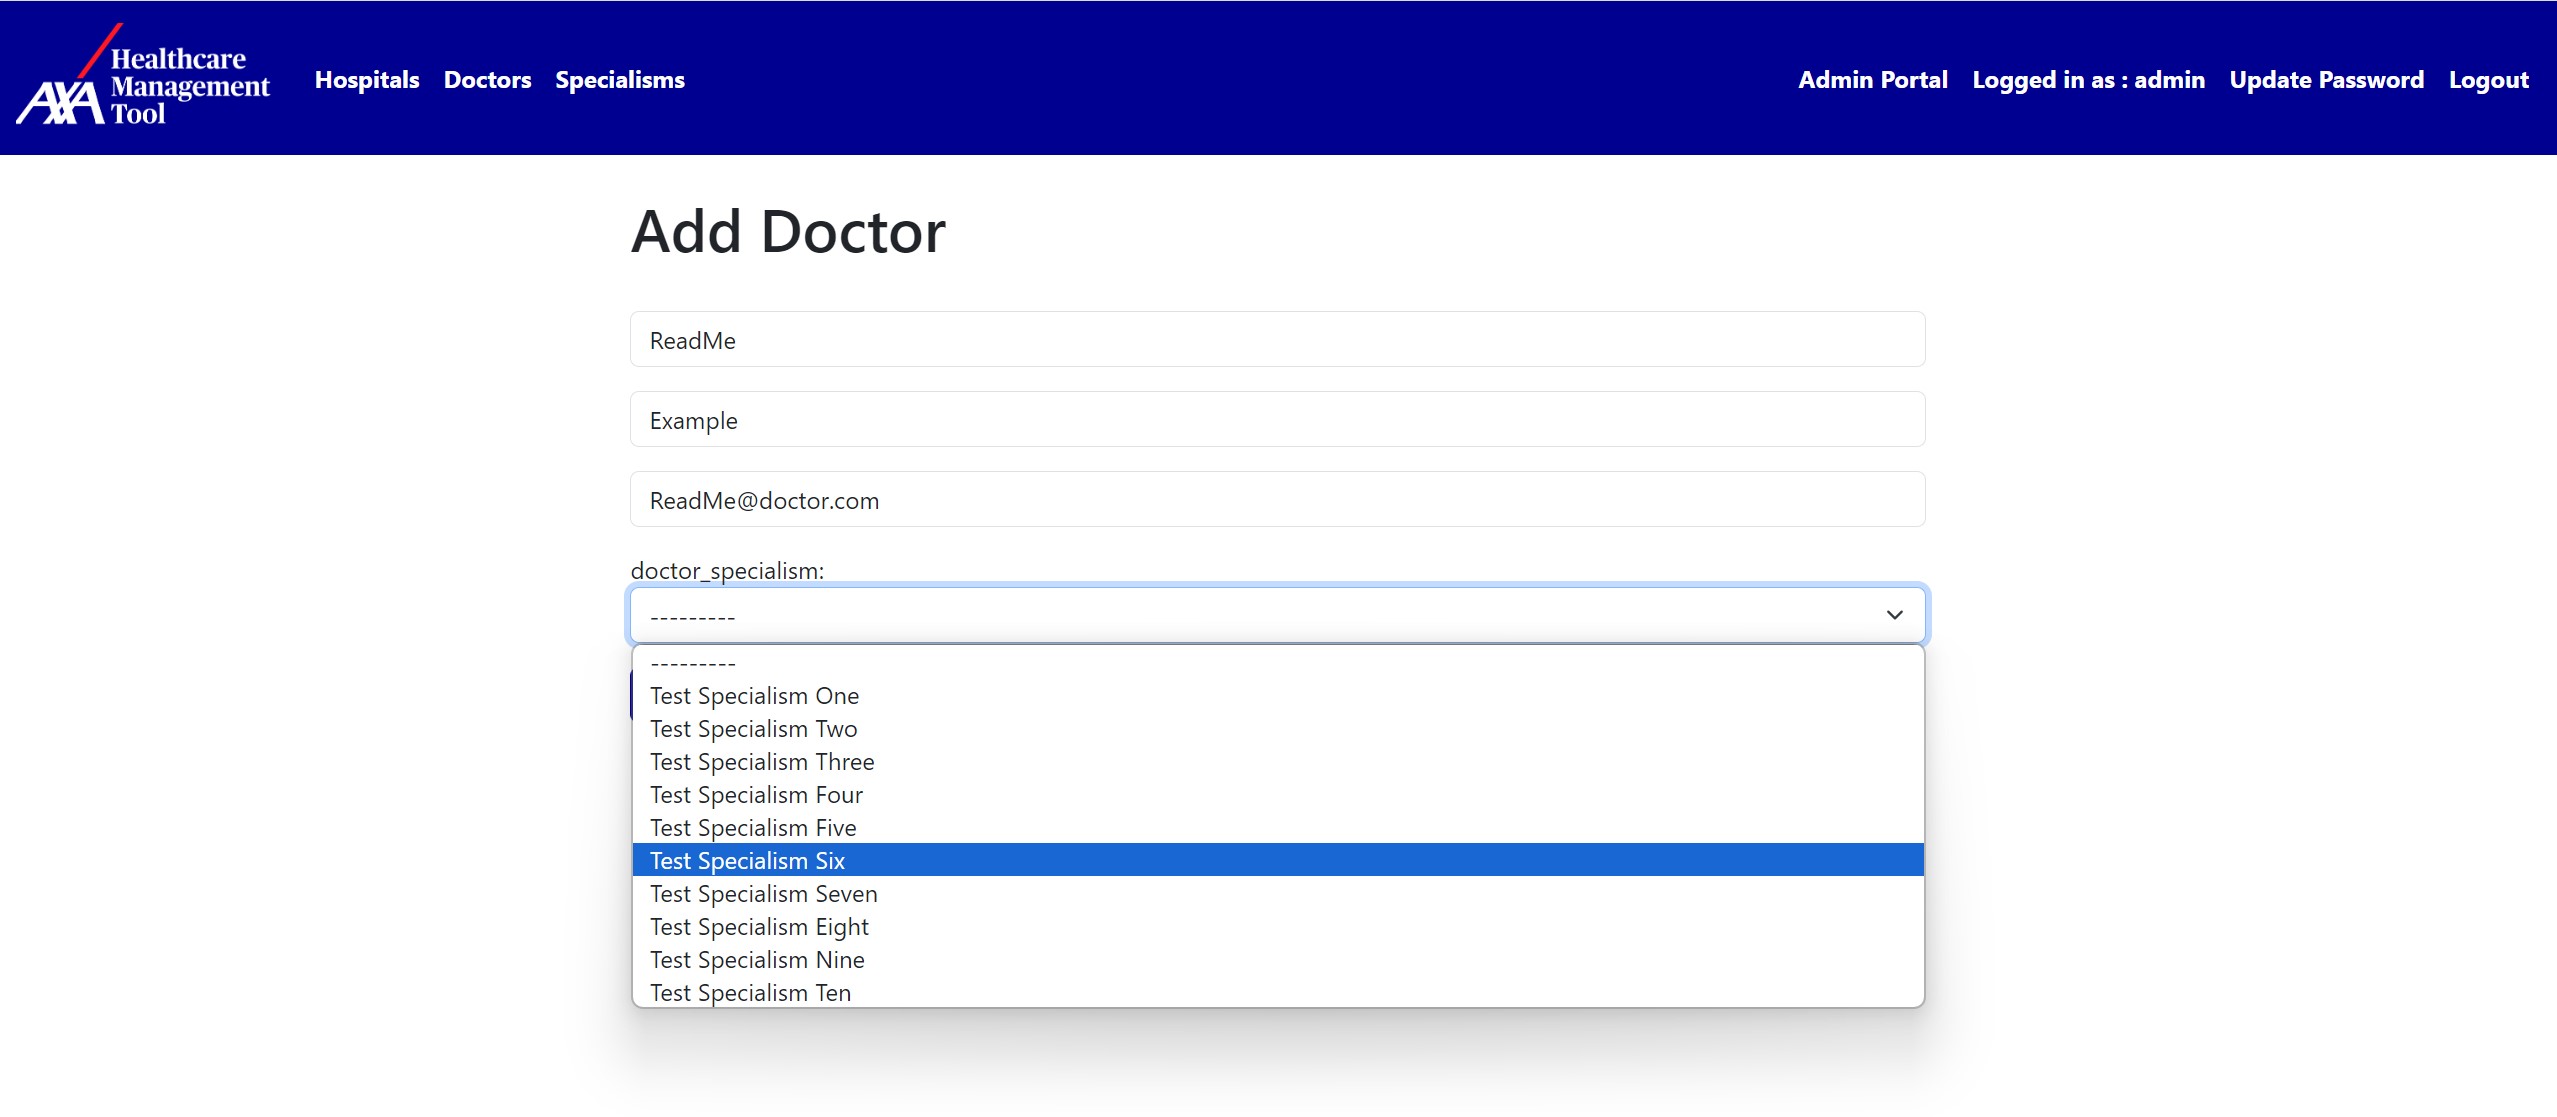 AXA
Healthcare
Management
Tool
Hospitals Doctors Specialisms
Admin Portal Logged in as : admin Update Password Logout
Add Doctor
ReadMe
Example
ReadMe@doctor.com
doctor_specialism:
---------
---------
Test Specialism One
Test Specialism Two
Test Specialism Three
Test Specialism Four
Test Specialism Five
Test Specialism Six
Test Specialism Seven
Test Specialism Eight
Test Specialism Nine
Test Specialism Ten